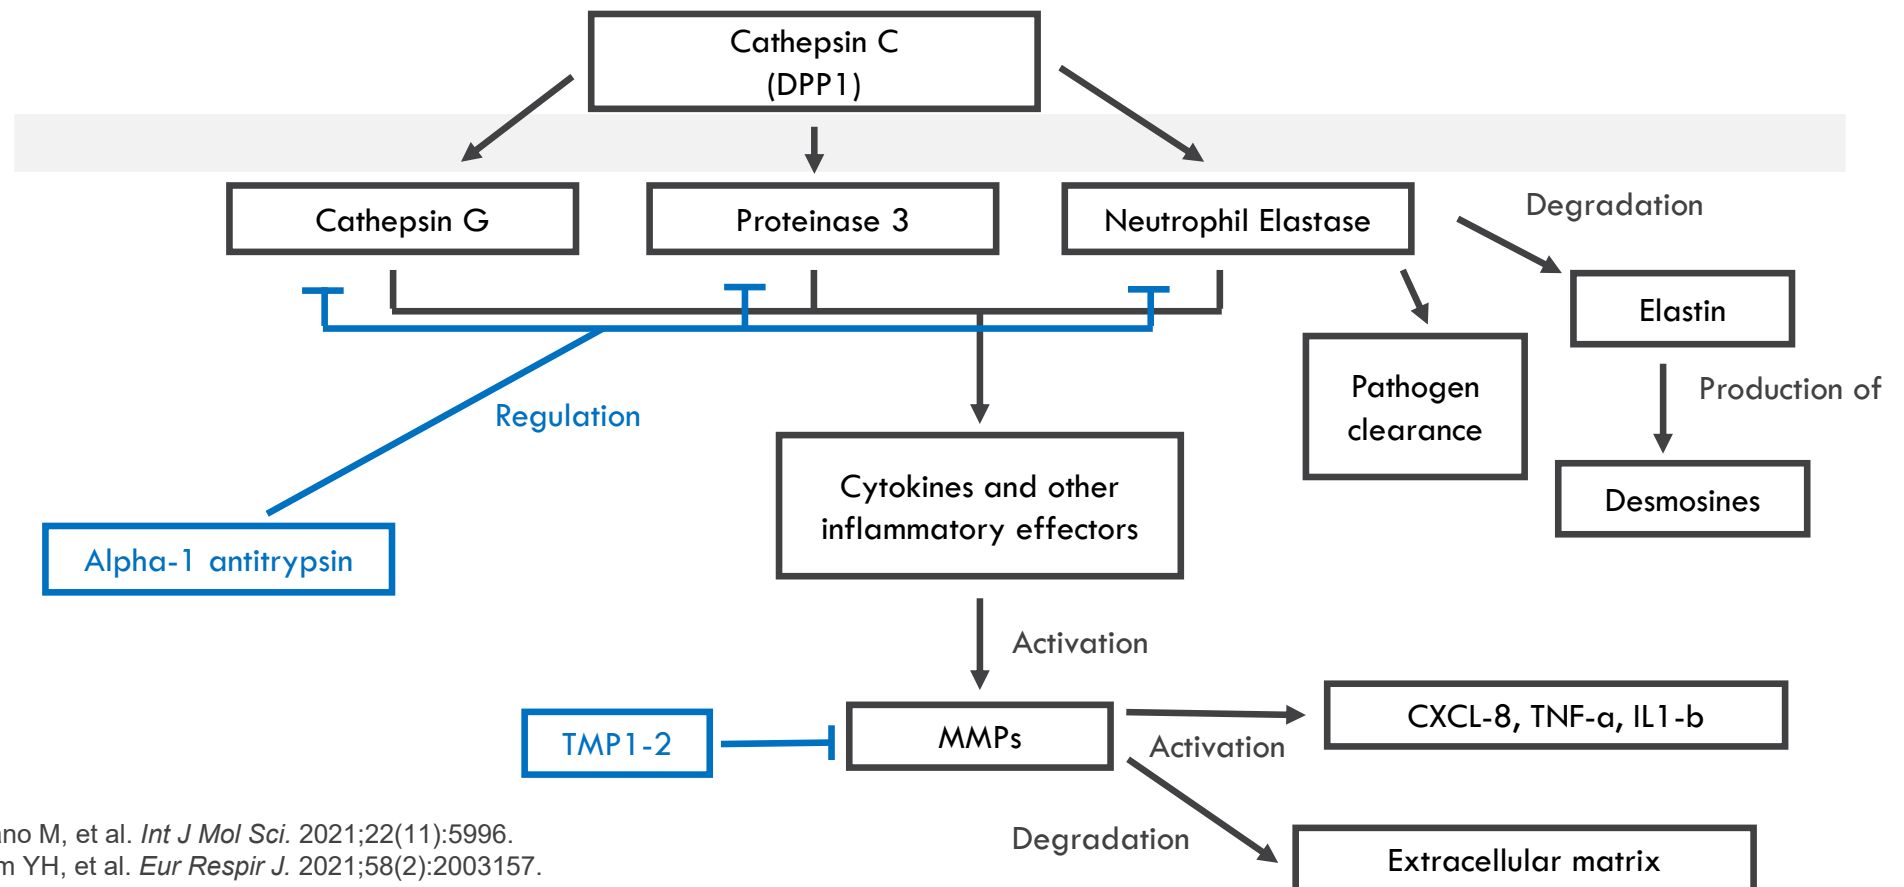 Cathepsin C
(DPP1)
Cathepsin G
Proteinase 3
Neutrophil Elastase
Degradation
Elastin
Production of
Pathogen
clearance
Desmosines
Regulation
Cytokines and other
inflammatory effectors
Alpha-1 antitrypsin
Activation
TMP1-2
MMPs
CXCL-8, TNF-a, IL1-b
Activation
Degradation
Extracellular matrix
M, et al. Int J Mol Sci. 2021;22(11):5996.
YH, et al. Eur Respir J. 2021;58(2):2003157.